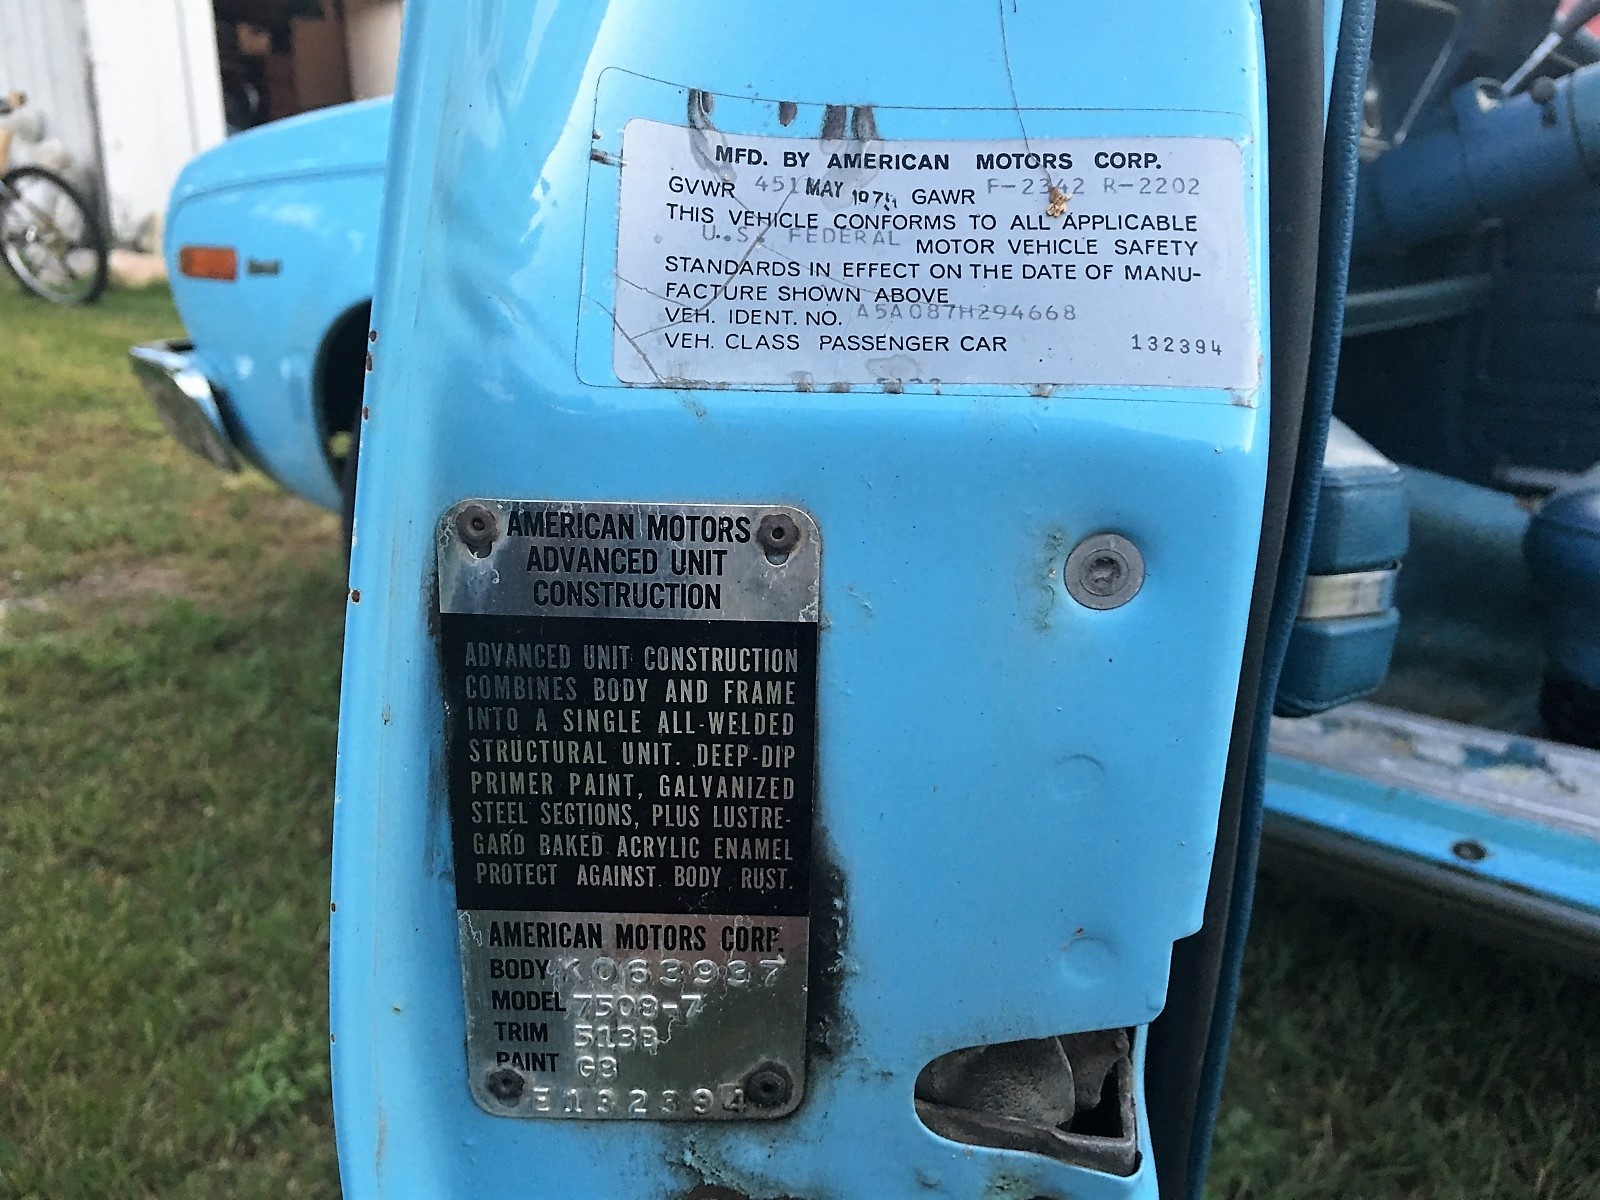 MFD. BY AMERICAN MOTORS CORP.
GVWR 451 MAY GAWR F-2342 R-2202
THIS VEHICLE CONFORMS TO ALL APPLICABLE
U.S. FEDERAL MOTOR VEHICLE SAFETY
STANDARDS IN EFFECT ON THE DATE OF MANU-
FACTURE SHOWN ABOVE
VEH. IDENT. NO. A5A087H294668
VEH. CLASS PASSENGER CAR 132394
AMERICAN MOTORS
ADVANCED UNIT
CONSTRUCTION
ADVANCED UNIT CONSTRUCTION
COMBINES BODY AND FRAME
INTO A SINGLE ALL-WELDED
STRUCTURAL UNIT. DEEP-DIP
PRIMER PAINT, GALVANIZED
STEEL SECTIONS, PLUS LUSTRE-
GARD BAKED ACRYLIC ENAMEL
PROTECT AGAINST BODY RUST.
AMERICAN MOTORS CORP.
BODY K063937
MODEL 7508-7
TRIM 513B
PAINT G8
E132394